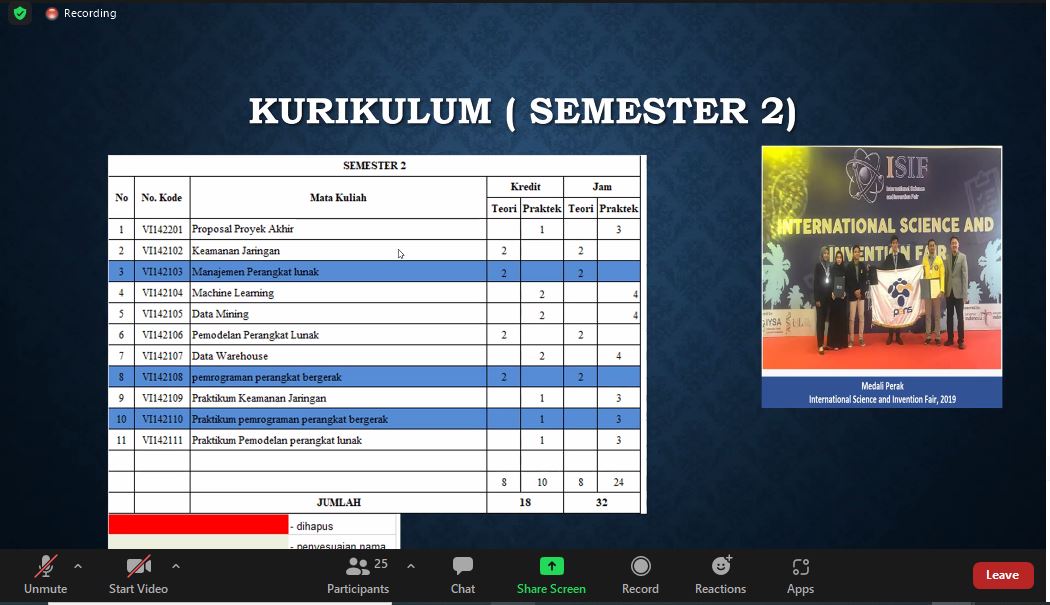 Recording
KURIKULUM ( SEMESTER 2)
SEMESTER 2
No No. Kode Mata Kuliah Kredit Jam
Teori Praktek Teori Praktek
1 VI142201 Proposal Proyek Akhir 1 3
2 VI142102 Keamanan Jaringan 2 2
3 VI142103 Manajemen Perangkat lunak 2 2
4 VI142104 Machine Learning 2 4
5 VI142105 Data Mining 2 4
6 VI142106 Pemodelan Perangkat Lunak 2 2
7 VI142107 Data Warehouse 2 4
8 VI142108 pemrograman perangkat bergerak 2 2
9 VI142109 Praktikum Keamanan Jaringan 1 3
10 VI142110 Praktikum pemrograman perangkat bergerak 1 3
11 VI142111 Praktikum Pemodelan perangkat lunak 1 3
8 10 8 24
JUMLAH 18 32
- dihapus
- penyesuaian nama
ISIF
International Science
and Invention Fair
INTERNATIONAL SCIENCE AND
INVENTION FAIR
pens
Medali Perak
International Science and Invention Fair, 2019
Unmute
Start Video
Participants 25
Chat
Share Screen
Record
Reactions
Apps
Leave